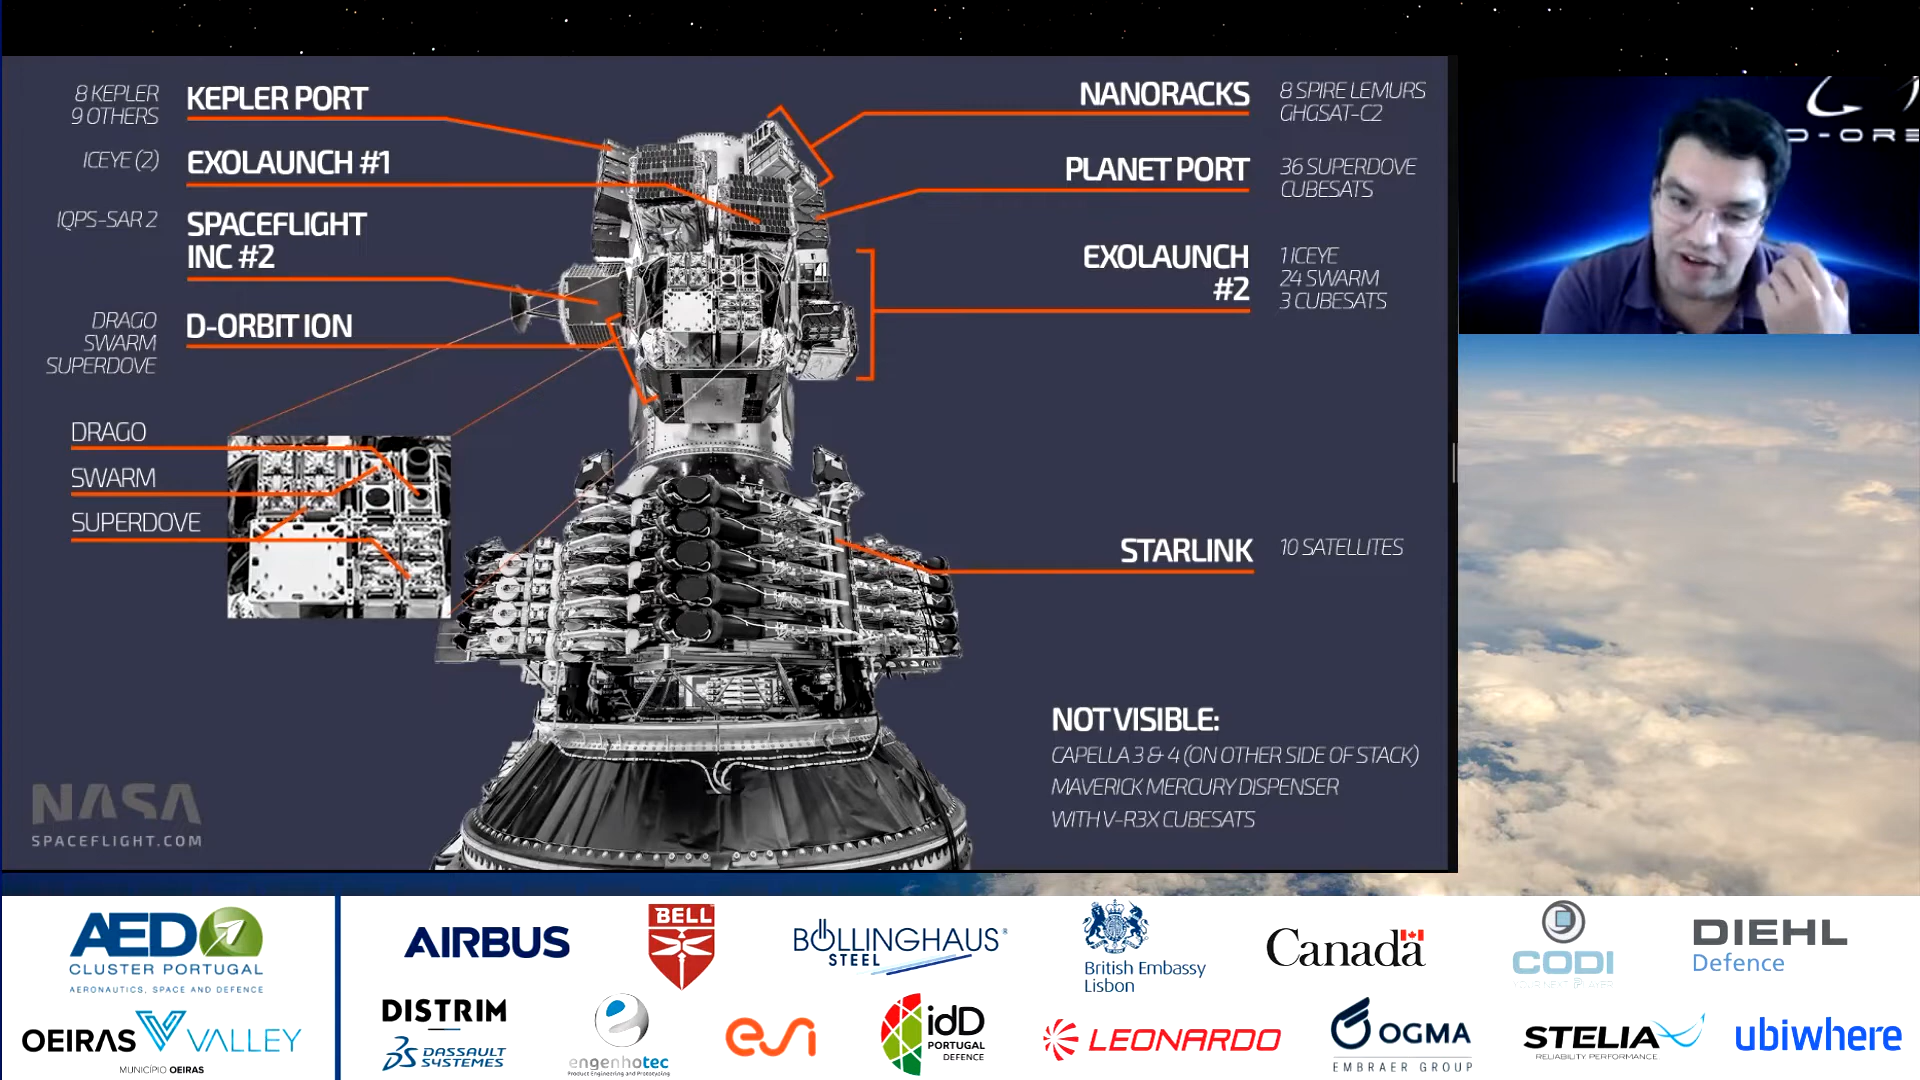 8 KEPLER
9 OTHERS
KEPLER PORT
ICEYE (2)
EXOLAUNCH #1
IQPS-SAR 2
SPACEFLIGHT
INC #2
DRAGO
SWARM
SUPERDOVE
D-ORBIT ION
DRAGO
SWARM
SUPERDOVE
NANORACKS
8 SPIRE LEMURS
GHGSAT-C2
PLANET PORT
36 SUPERDOVE
CUBESATS
EXOLAUNCH
#2
1 ICEYE
24 SWARM
3 CUBESATS
STARLINK
10 SATELLITES
NOT VISIBLE:
CAPELLA 3 & 4 (ON OTHER SIDE OF STACK)
MAVERICK MERCURY DISPENSER
WITH V-R3X CUBESATS
NASA
SPACEFLIGHT.COM
AED
CLUSTER PORTUGAL
AERONAUTICS, SPACE AND DEFENCE
OEIRAS VALLEY
MUNICÍPIO OEIRAS
AIRBUS
BELL
BOLLINGHAUS
STEEL
British Embassy
Lisbon
Canada
CODI
DIEHL
Defence
DISTRIM
DASSAULT
SYSTEMES
engenhotec
Product Engineering and Prototyping
esi
idD
PORTUGAL
DEFENCE
LEONARDO
OGMA
EMBRAER GROUP
STELIA
RELIABILITY PERFORMANCE
ubiwhere